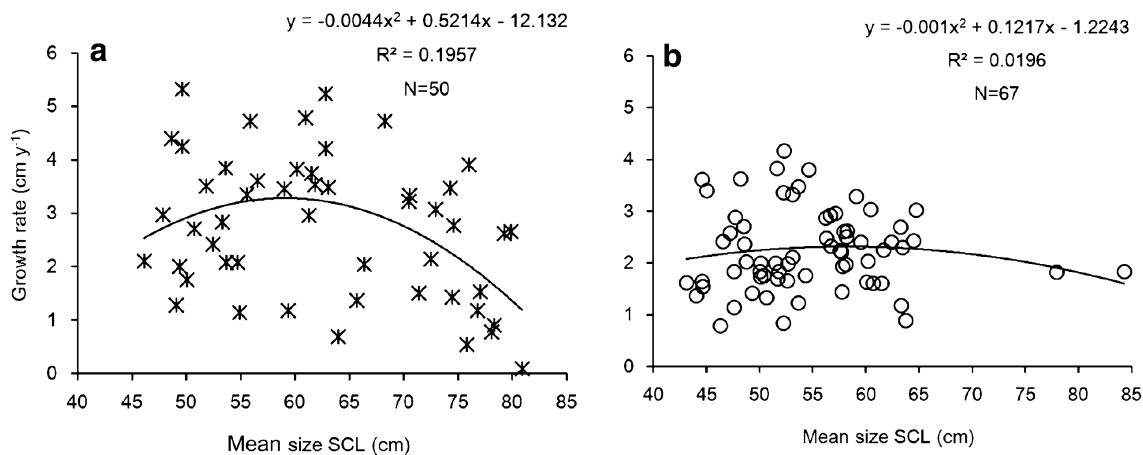 y = -0.0044x² + 0.5214x - 12.132
R² = 0.1957
N=50
a
6
5
4
3
2
1
0
Growth rate (cm y⁻¹)
40 45 50 55 60 65 70 75 80 85
Mean size SCL (cm)
y = -0.001x² + 0.1217x - 1.2243
R² = 0.0196
N=67
b
6
5
4
3
2
1
0
40 45 50 55 60 65 70 75 80 85
Mean size SCL (cm)